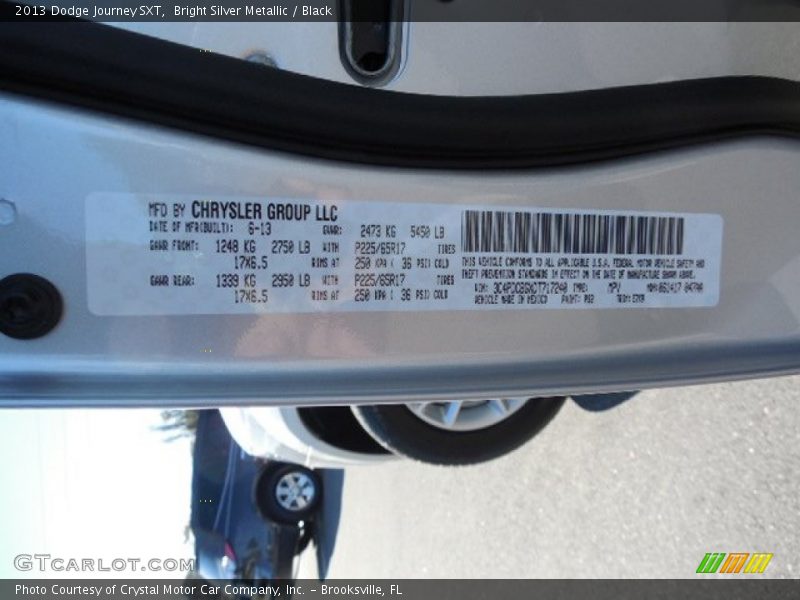 2013 Dodge Journey SXT,  Bright Silver Metallic / Black
MFD BY CHRYSLER GROUP LLC
DATE OF MFR(BUILT): 6-13 GVWR: 2473 KG 5450 LB
GAWR FRONT: 1248 KG 2750 LB WITH P225/65R17 TIRES
17X6.5 RIMS AT 250 KPA ( 36 PSI) COLD
GAWR REAR: 1339 KG 2950 LB WITH P225/65R17 TIRES
17X6.5 RIMS AT 250 KPA ( 36 PSI) COLD
THIS VEHICLE CONFORMS TO ALL APPLICABLE U.S.A. FEDERAL MOTOR VEHICLE SAFETY AND
THEFT PREVENTION STANDARDS IN EFFECT ON THE DATE OF MANUFACTURE SHOWN ABOVE.
VIN: TYPE: MPV
VEHICLE MADE IN MEXICO PAINT: TRIM:
GTCarLot.com
Photo Courtesy of Crystal Motor Car Company, Inc. – Brooksville, FL